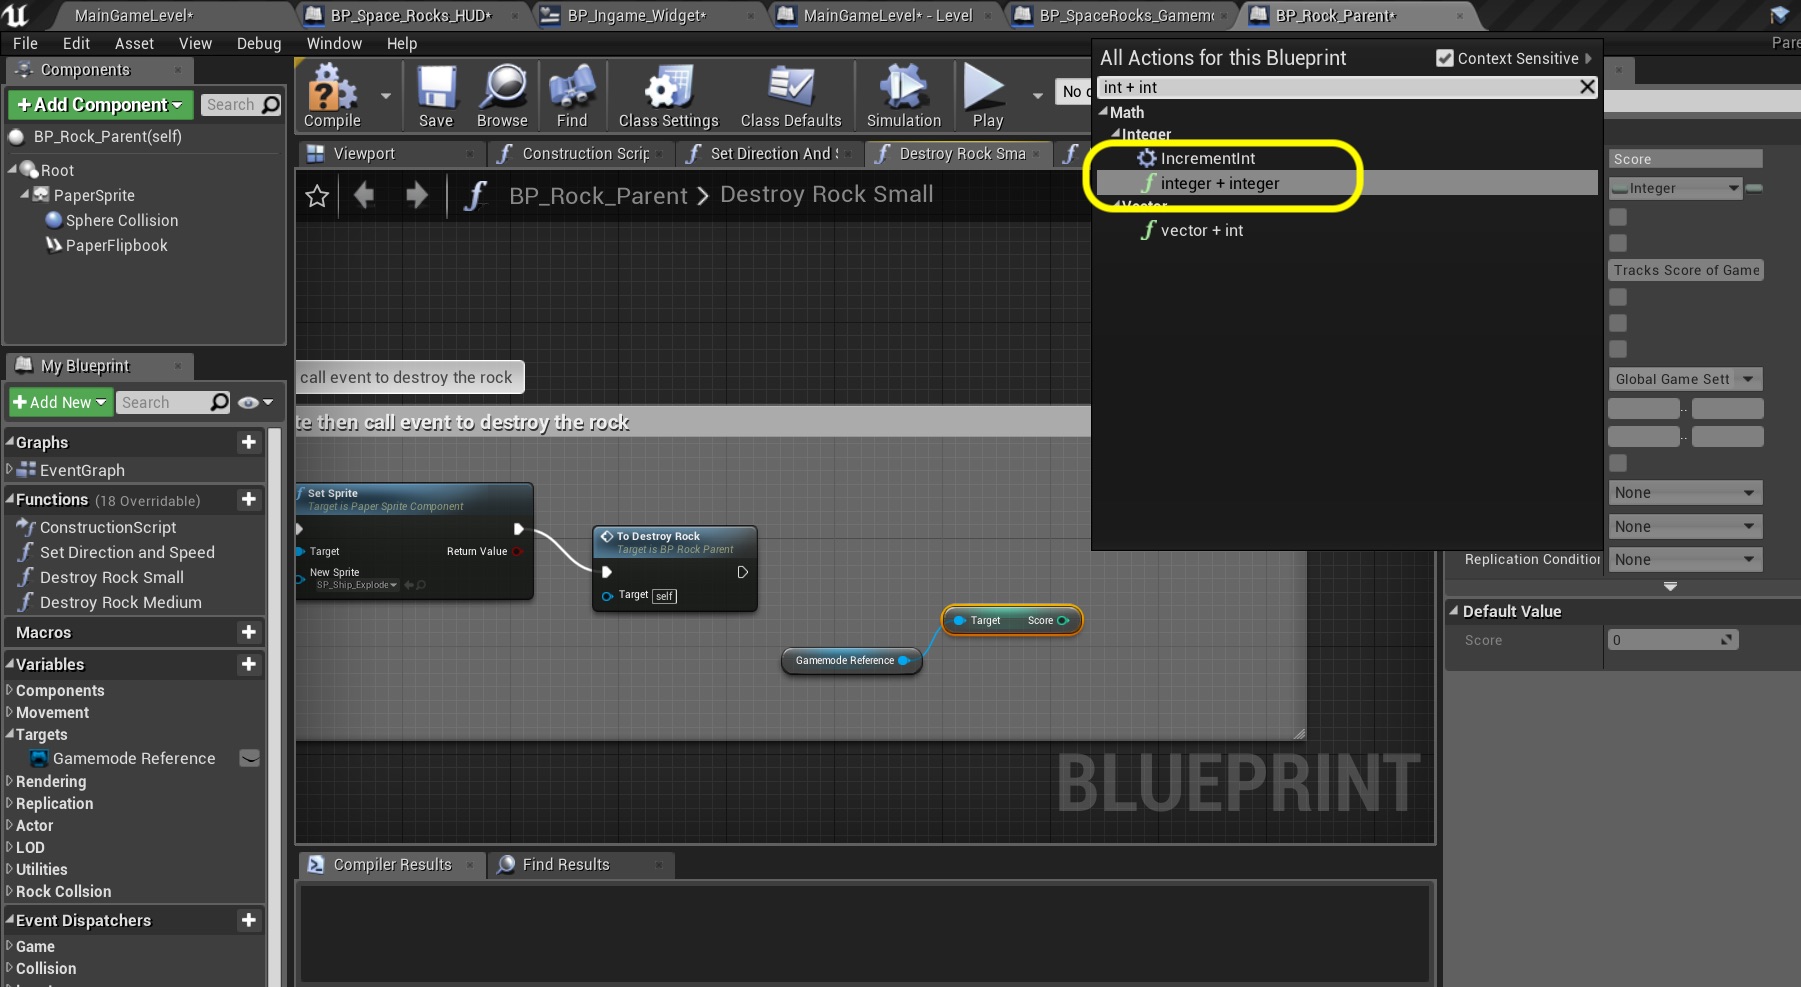 MainGameLevel*
BP_Space_Rocks_HUD*
BP_Ingame_Widget*
MainGameLevel* - Level
BP_SpaceRocks_Gamem
BP_Rock_Parent*
File Edit Asset View Debug Window Help
Pare
Components
+Add Component
Search
BP_Rock_Parent(self)
Root
PaperSprite
Sphere Collision
PaperFlipbook
Compile
Save
Browse
Find
Class Settings
Class Defaults
Simulation
Play
No
Viewport
Construction Scrip
Set Direction And
Destroy Rock Sma
BP_Rock_Parent > Destroy Rock Small
All Actions for this Blueprint
Context Sensitive
int + int
Math
Integer
IncrementInt
integer + integer
Vector
vector + int
call event to destroy the rock
te then call event to destroy the rock
Set Sprite
Target is Paper Sprite Component
Target
Return Value
New Sprite
SP_Ship_Explode
To Destroy Rock
Target is BP Rock Parent
Target self
Target Score
Gamemode Reference
BLUEPRINT
My Blueprint
+Add New
Search
Graphs
EventGraph
Functions (18 Overridable)
ConstructionScript
Set Direction and Speed
Destroy Rock Small
Destroy Rock Medium
Macros
Variables
Components
Movement
Targets
Gamemode Reference
Rendering
Replication
Actor
LOD
Utilities
Rock Collsion
Event Dispatchers
Game
Collision
Compiler Results
Find Results
Score
Integer
Tracks Score of Game
Global Game Sett
..
..
None
None
Replication Condition
None
Default Value
Score
0